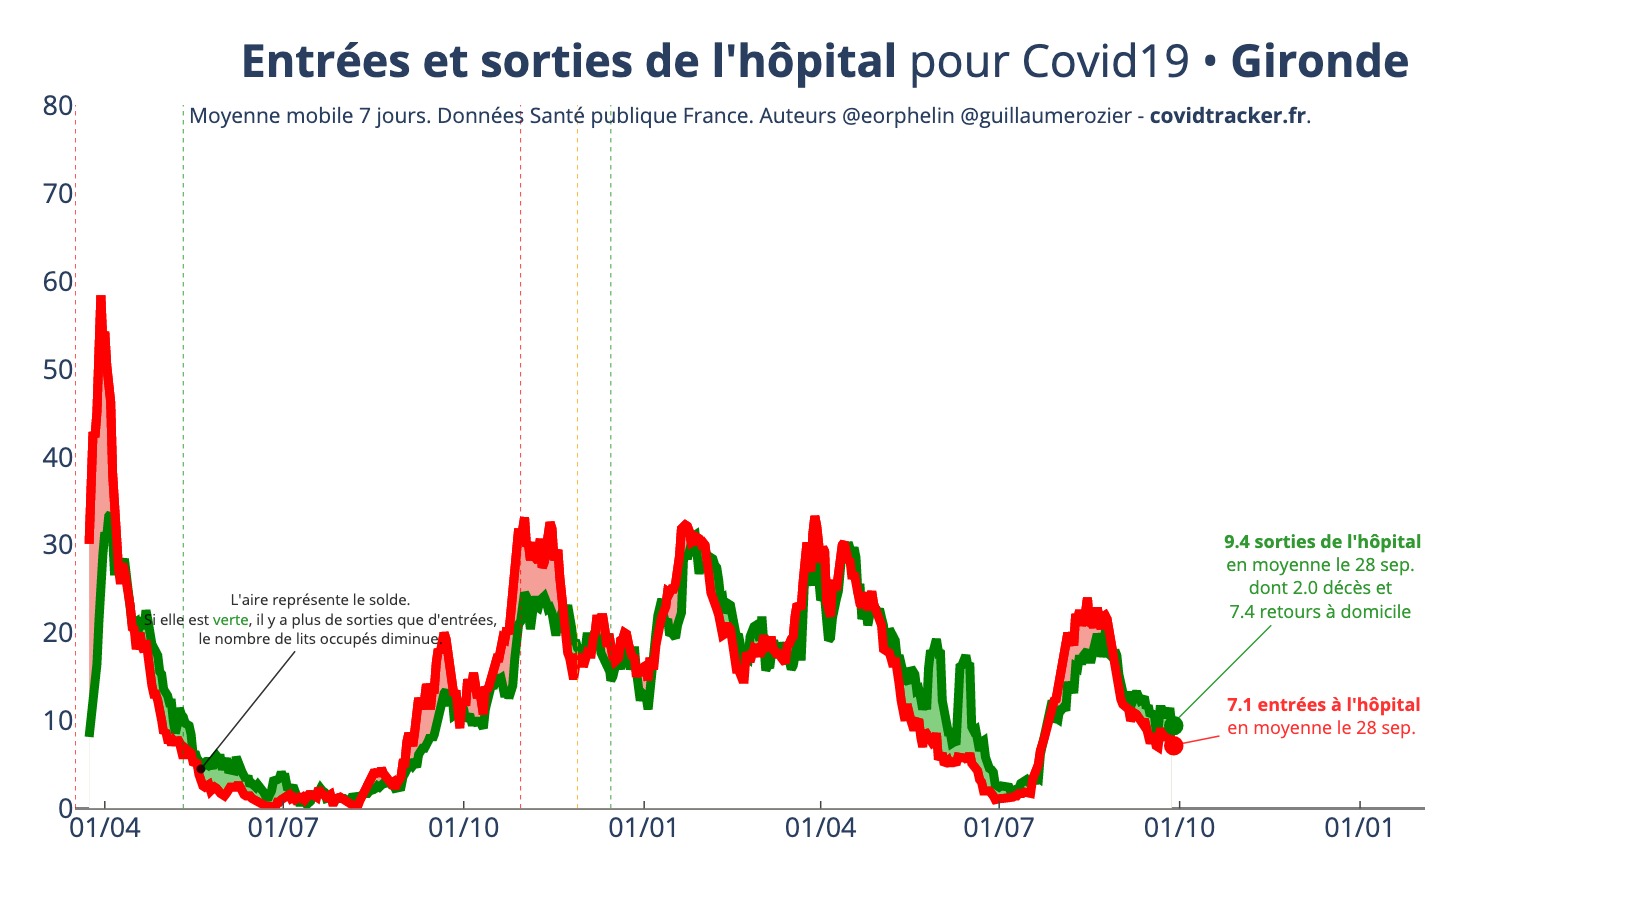 Entrées et sorties de l'hôpital pour Covid19 • Gironde
Moyenne mobile 7 jours. Données Santé publique France. Auteurs @eorphelin @guillaumerozier - covidtracker.fr.
80
70
60
50
40
30
20
10
0
L'aire représente le solde.
Si elle est verte, il y a plus de sorties que d'entrées,
le nombre de lits occupés diminue.
9.4 sorties de l'hôpital
en moyenne le 28 sep.
dont 2.0 décès et
7.4 retours à domicile
7.1 entrées à l'hôpital
en moyenne le 28 sep.
01/04 01/07 01/10 01/01 01/04 01/07 01/10 01/01